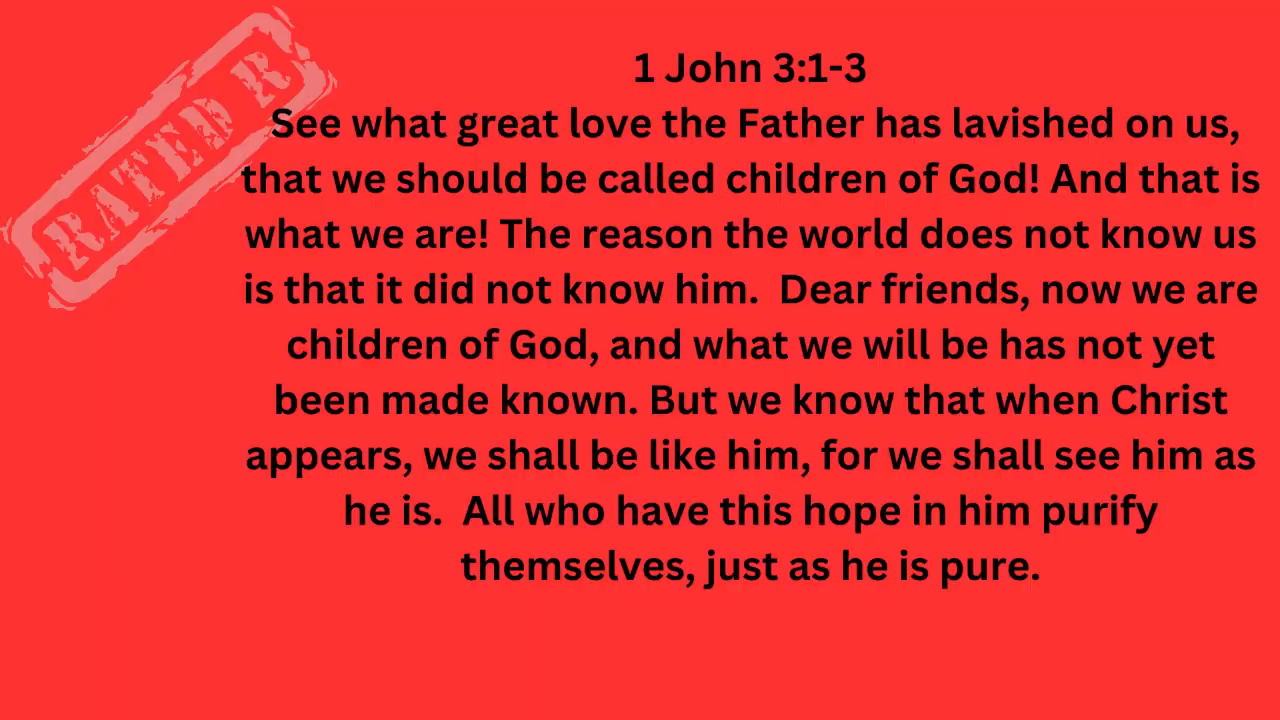 RATED R
1 John 3:1-3
See what great love the Father has lavished on us,
that we should be called children of God! And that is
what we are! The reason the world does not know us
is that it did not know him.  Dear friends, now we are
children of God, and what we will be has not yet
been made known. But we know that when Christ
appears, we shall be like him, for we shall see him as
he is.  All who have this hope in him purify
themselves, just as he is pure.